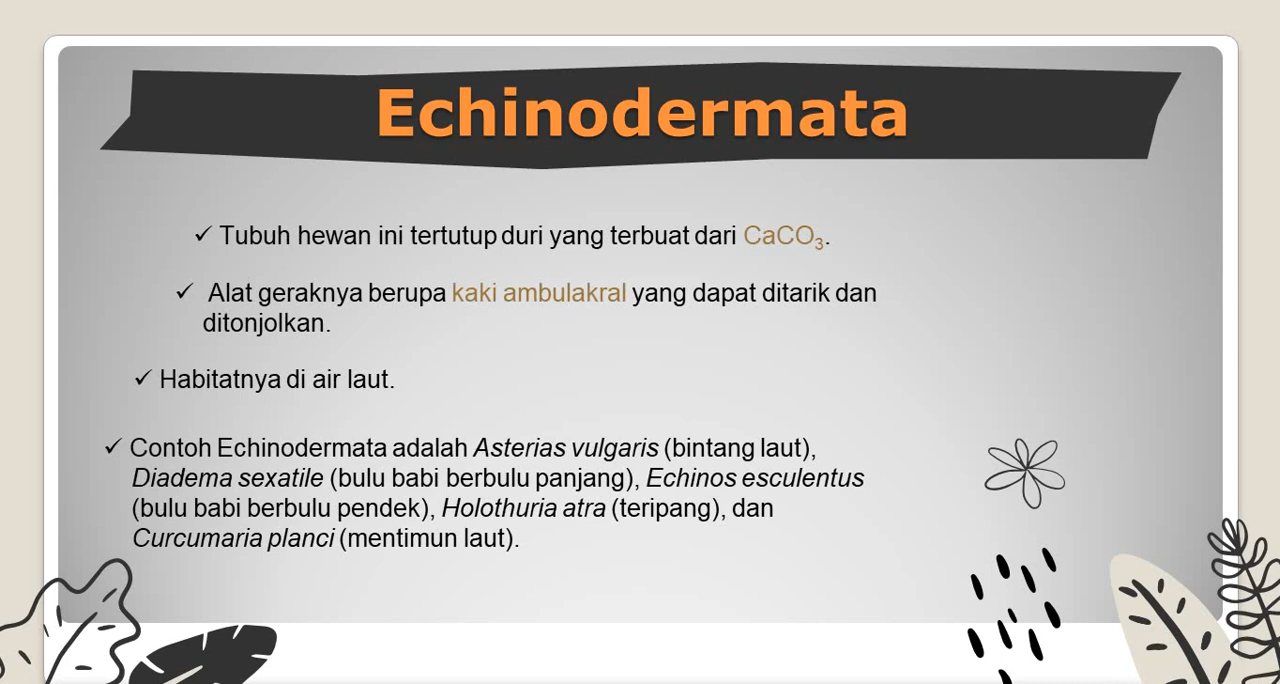 Echinodermata
✓ Tubuh hewan ini tertutup duri yang terbuat dari CaCO₃.
✓ Alat geraknya berupa kaki ambulakral yang dapat ditarik dan
ditonjolkan.
✓ Habitatnya di air laut.
✓ Contoh Echinodermata adalah Asterias vulgaris (bintang laut),
Diadema sexatile (bulu babi berbulu panjang), Echinos esculentus
(bulu babi berbulu pendek), Holothuria atra (teripang), dan
Curcumaria planci (mentimun laut).